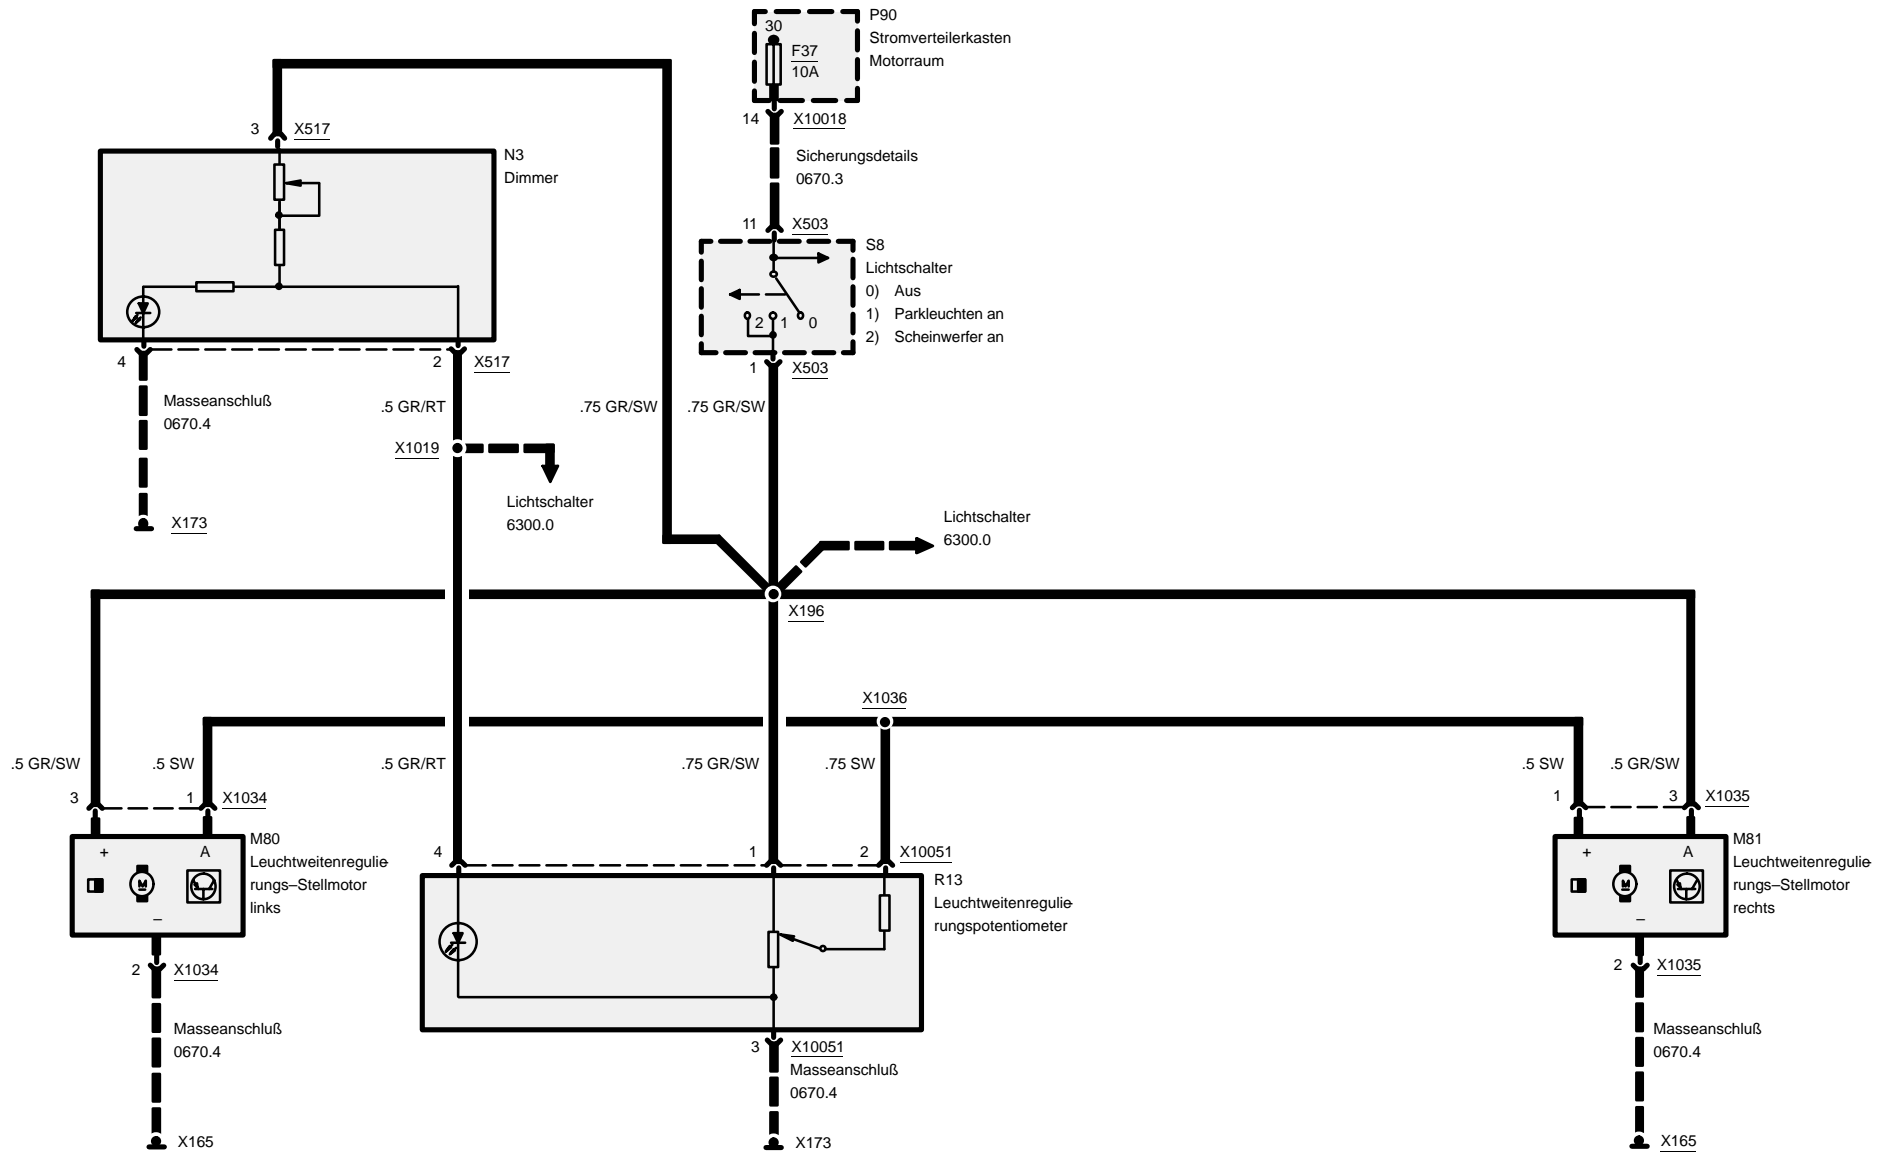 P90
Stromverteilerkasten
Motorraum
30
F37
10A
14 X10018
Sicherungsdetails
0670.3
3 X517
N3
Dimmer
11 X503
S8
Lichtschalter
0) Aus
1) Parkleuchten an
2) Scheinwerfer an
2 1 0
4
2 X517
1 X503
Masseanschluß
0670.4
.5 GR/RT
.75 GR/SW
.75 GR/SW
X1019
Lichtschalter
6300.0
X173
Lichtschalter
6300.0
X196
X1036
.5 GR/SW
.5 SW
.5 GR/RT
.75 GR/SW
.75 SW
.5 SW
.5 GR/SW
3
1 X1034
1
3 X1035
M80
Leuchtweitenregulie-
rungs–Stellmotor
links
+ A
M
–
4
1
2 X10051
R13
Leuchtweitenregulie-
rungspotentiometer
M81
Leuchtweitenregulie-
rungs–Stellmotor
rechts
+ A
M
–
2 X1034
Masseanschluß
0670.4
X165
3 X10051
Masseanschluß
0670.4
X173
2 X1035
Masseanschluß
0670.4
X165